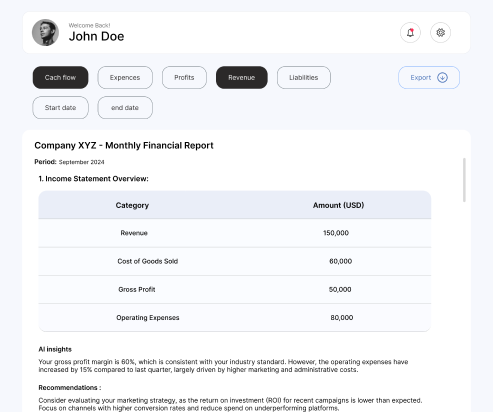 Welcome Back!
John Doe
Cash flow
Expences
Profits
Revenue
Liabilities
Export
Start date
end date
Company XYZ - Monthly Financial Report
Period: September 2024
1. Income Statement Overview:
Category Amount (USD)
Revenue 150,000
Cost of Goods Sold 60,000
Gross Profit 50,000
Operating Expenses 80,000
AI insights
Your gross profit margin is 60%, which is consistent with your industry standard. However, the operating expenses have
increased by 15% compared to last quarter, largely driven by higher marketing and administrative costs.
Recommendations :
Consider evaluating your marketing strategy, as the return on investment (ROI) for recent campaigns is lower than expected.
Focus on channels with higher conversion rates and reduce spend on underperforming platforms.